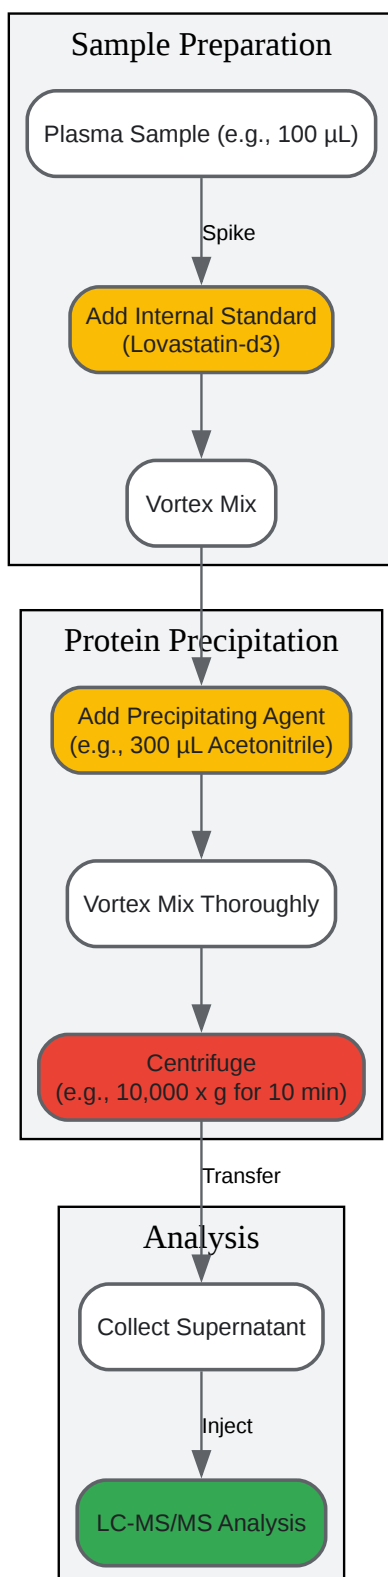 Sample Preparation
Plasma Sample (e.g., 100 µL)
Spike
Add Internal Standard
(Lovastatin-d3)
Vortex Mix
Protein Precipitation
Add Precipitating Agent
(e.g., 300 µL Acetonitrile)
Vortex Mix Thoroughly
Centrifuge
(e.g., 10,000 x g for 10 min)
Transfer
Analysis
Collect Supernatant
Inject
LC-MS/MS Analysis